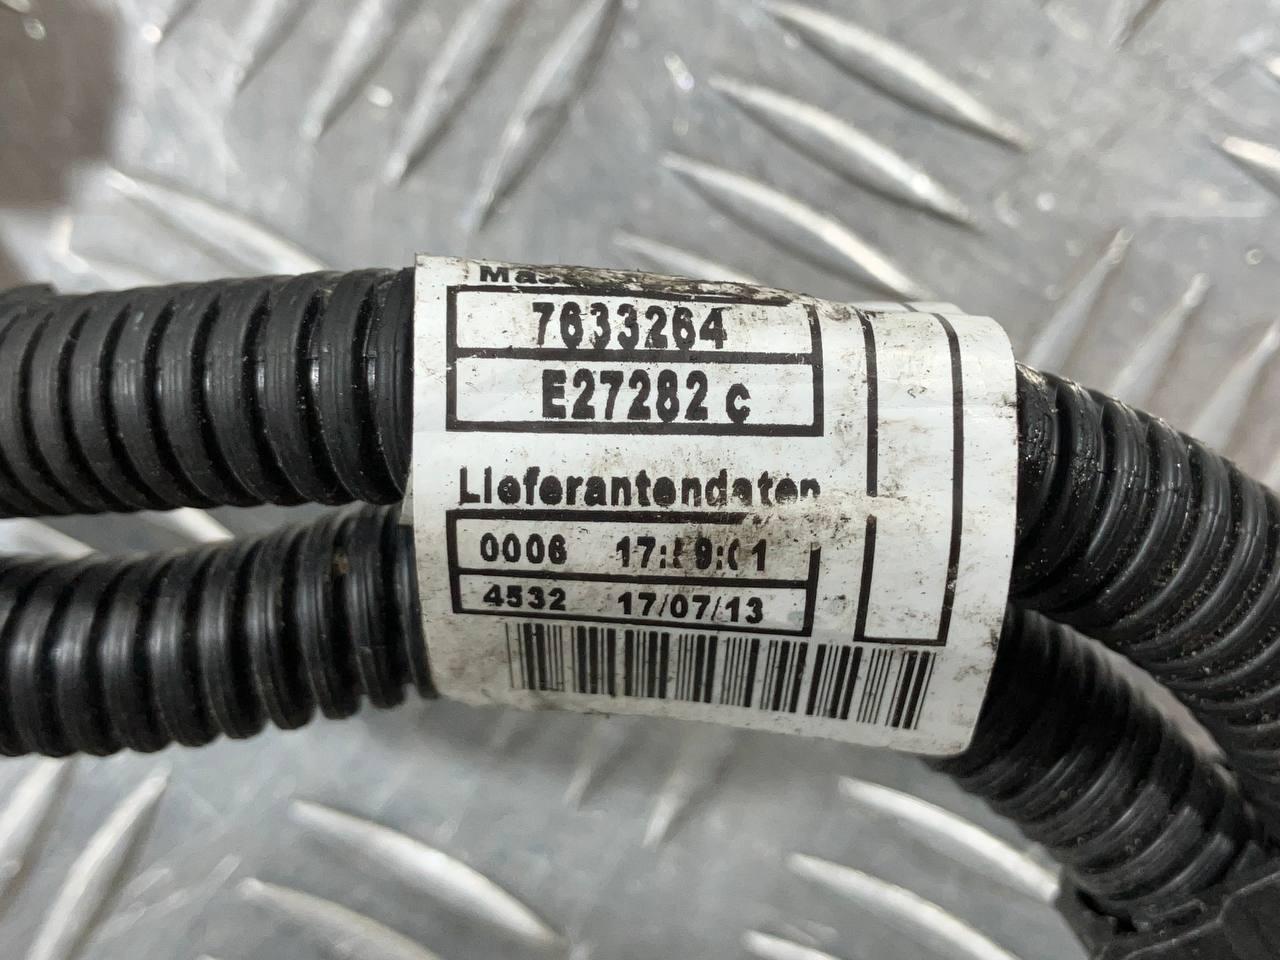 7633264
E27282 c
Lieferantendaten
0006
4532 17/07/13